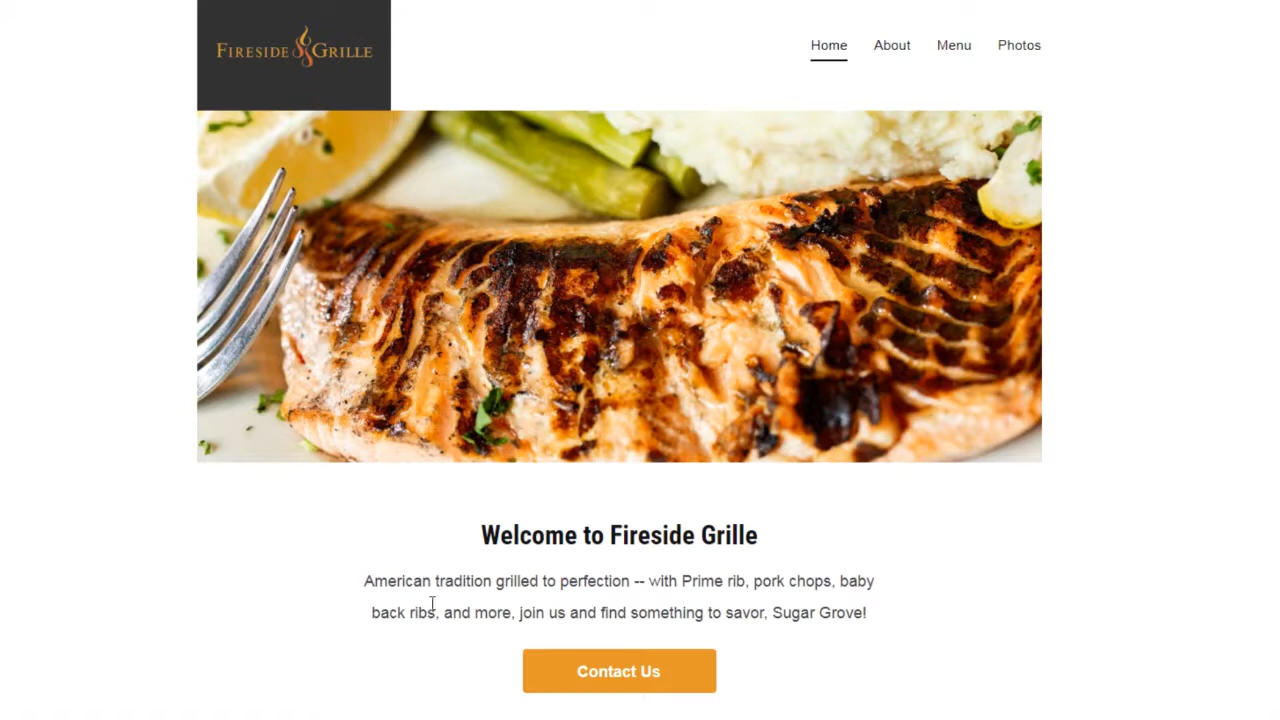 FIRESIDE GRILLE
Home About Menu Photos
Welcome to Fireside Grille
American tradition grilled to perfection -- with Prime rib, pork chops, baby
back ribs, and more, join us and find something to savor, Sugar Grove!
Contact Us